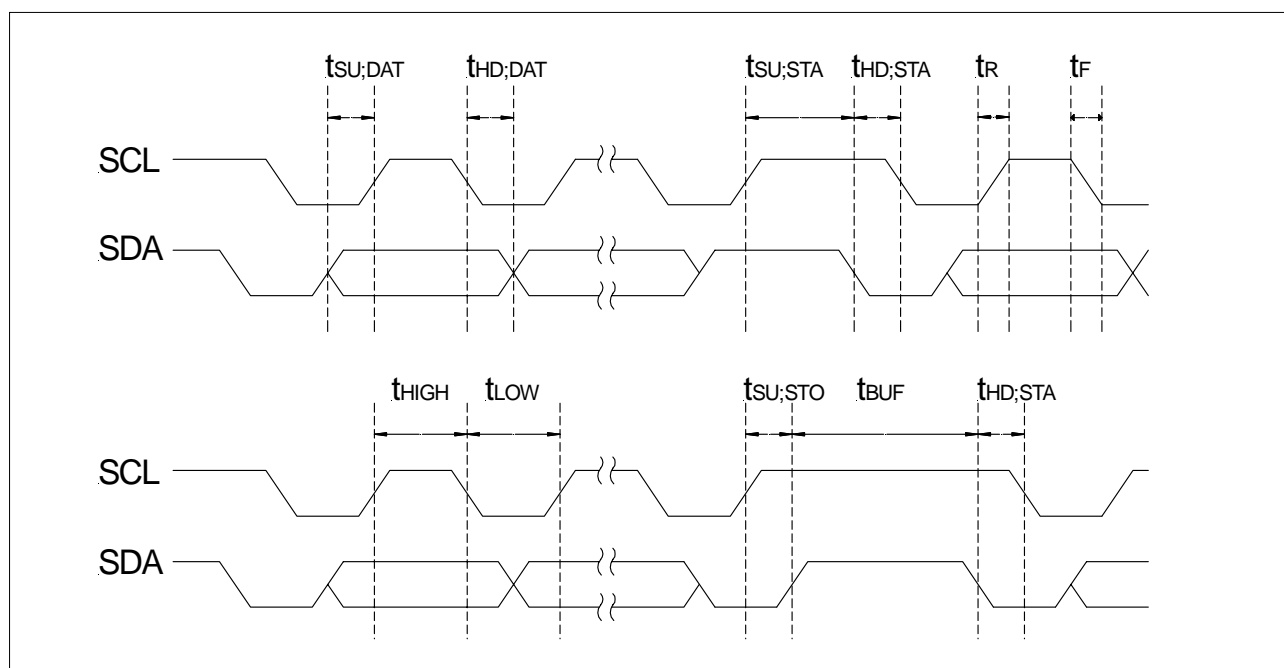 tSU;DAT tHD;DAT tSU;STA tHD;STA tR tF
SCL
SDA
tHIGH tLOW tSU;STO tBUF tHD;STA
SCL
SDA